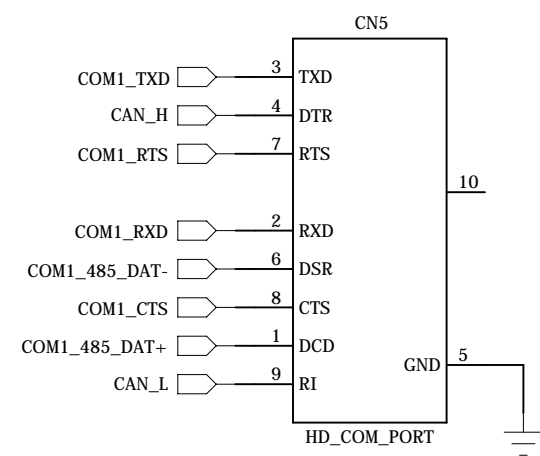 CN5
COM1_TXD 3 TXD
CAN_H 4 DTR
COM1_RTS 7 RTS
10
COM1_RXD 2 RXD
COM1_485_DAT- 6 DSR
COM1_CTS 8 CTS
COM1_485_DAT+ 1 DCD
GND 5
CAN_L 9 RI
HD_COM_PORT